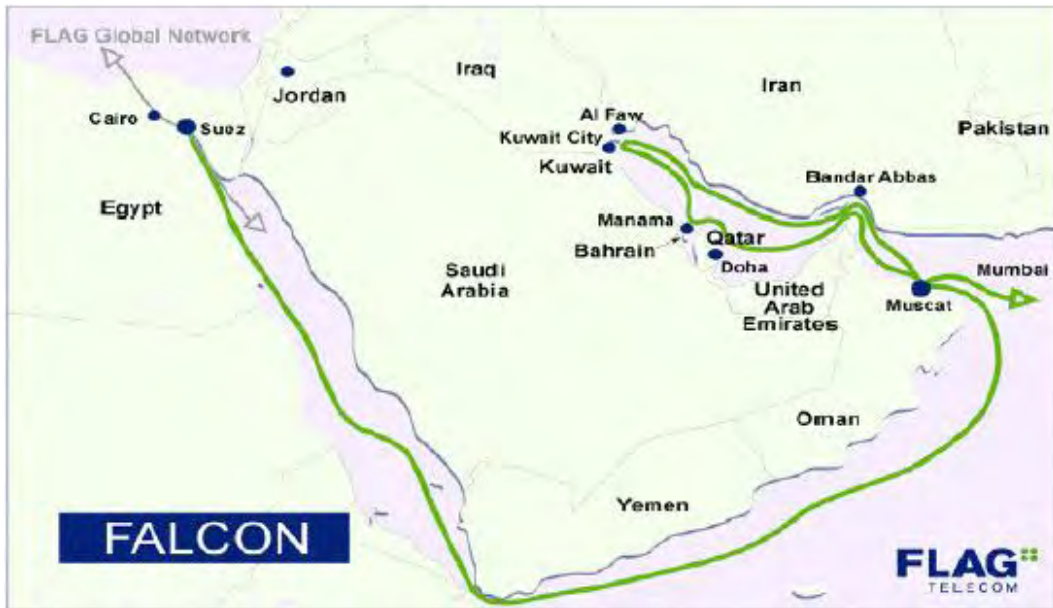 FLAG Global Network
Iraq
Iran
Jordan
Cairo
Suez
Al Faw
Kuwait City
Kuwait
Pakistan
Bandar Abbas
Egypt
Manama
Bahrain
Qatar
Doha
Saudi
Arabia
United
Arab
Emirates
Mumbai
Muscat
Oman
Yemen
FALCON
FLAG
TELECOM